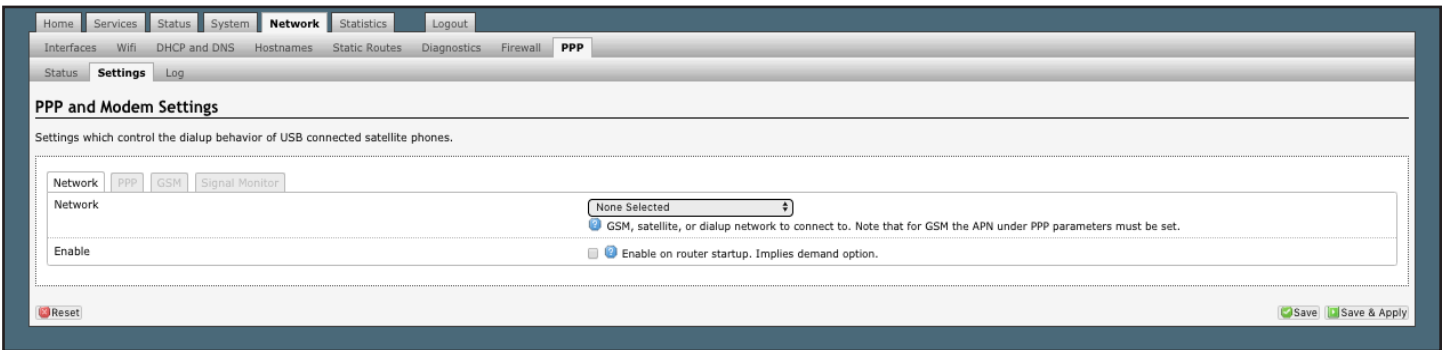 Home Services Status System Network Statistics Logout
Interfaces Wifi DHCP and DNS Hostnames Static Routes Diagnostics Firewall PPP
Status Settings Log
PPP and Modem Settings
Settings which control the dialup behavior of USB connected satellite phones.
Network PPP GSM Signal Monitor
Network None Selected
GSM, satellite, or dialup network to connect to. Note that for GSM the APN under PPP parameters must be set.
Enable Enable on router startup. Implies demand option.
Reset Save Save & Apply